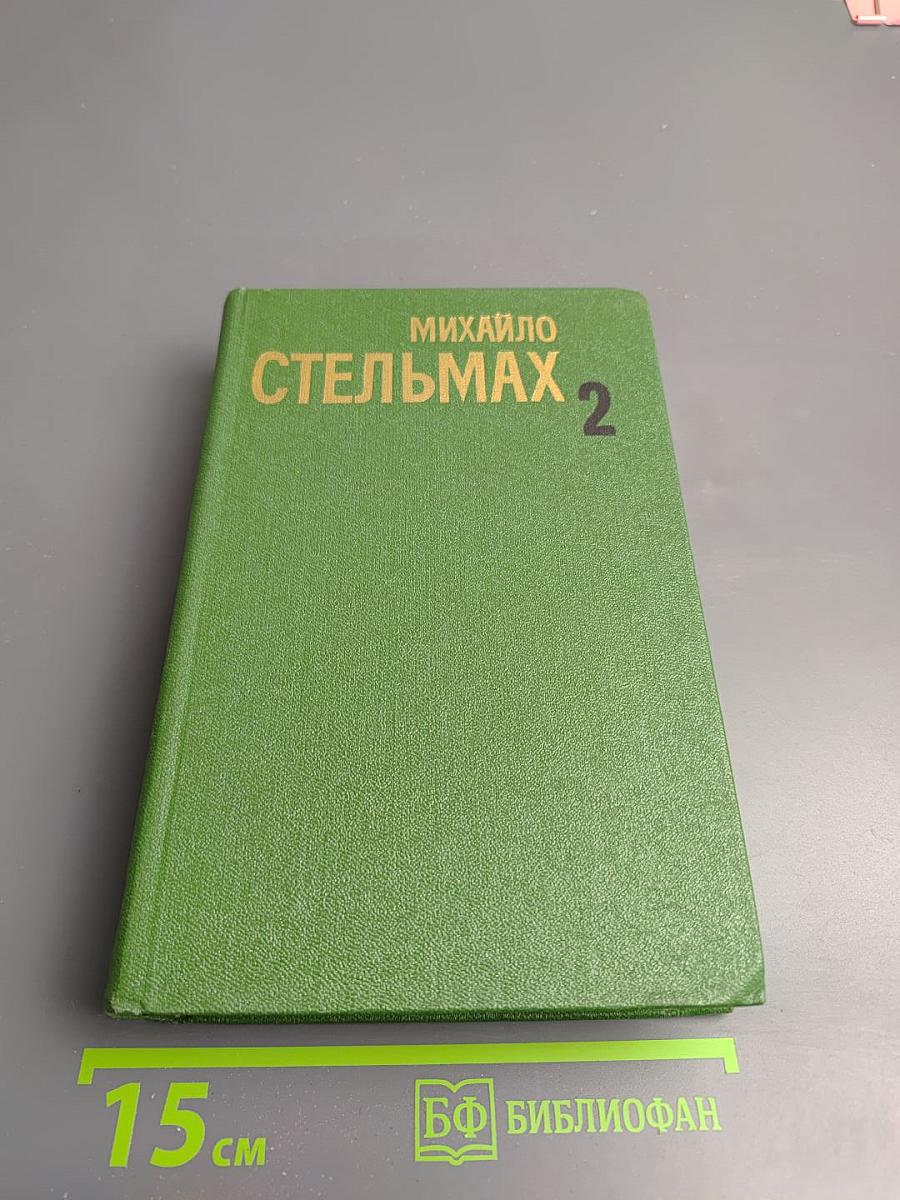 МИХАЙЛО
СТЕЛЬМАХ
2
15 см
БФ БИБЛИОФАН